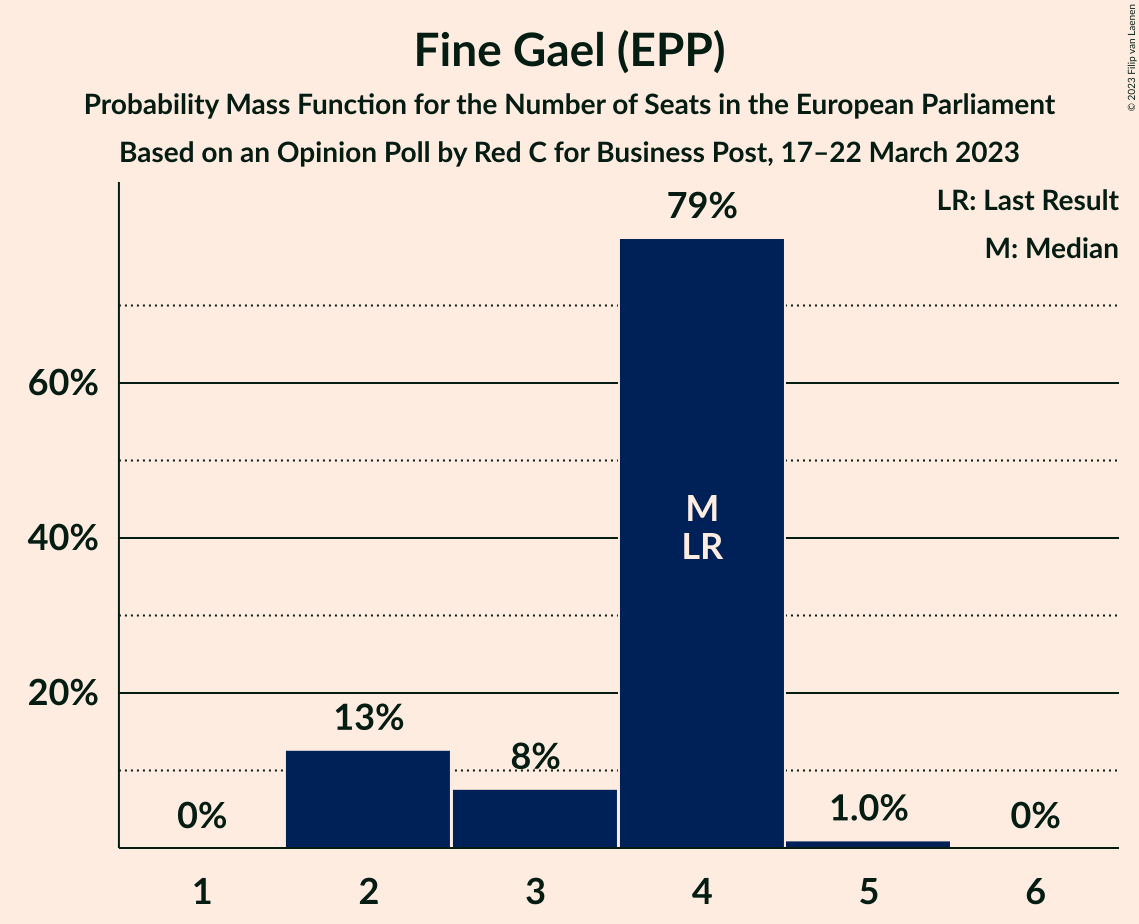 Fine Gael (EPP)
Probability Mass Function for the Number of Seats in the European Parliament
Based on an Opinion Poll by Red C for Business Post, 17–22 March 2023
© 2023 Filip van Laenen
LR: Last Result
M: Median
60%
40%
20%
0%
13%
8%
79%
M
LR
1.0%
0%
1
2
3
4
5
6